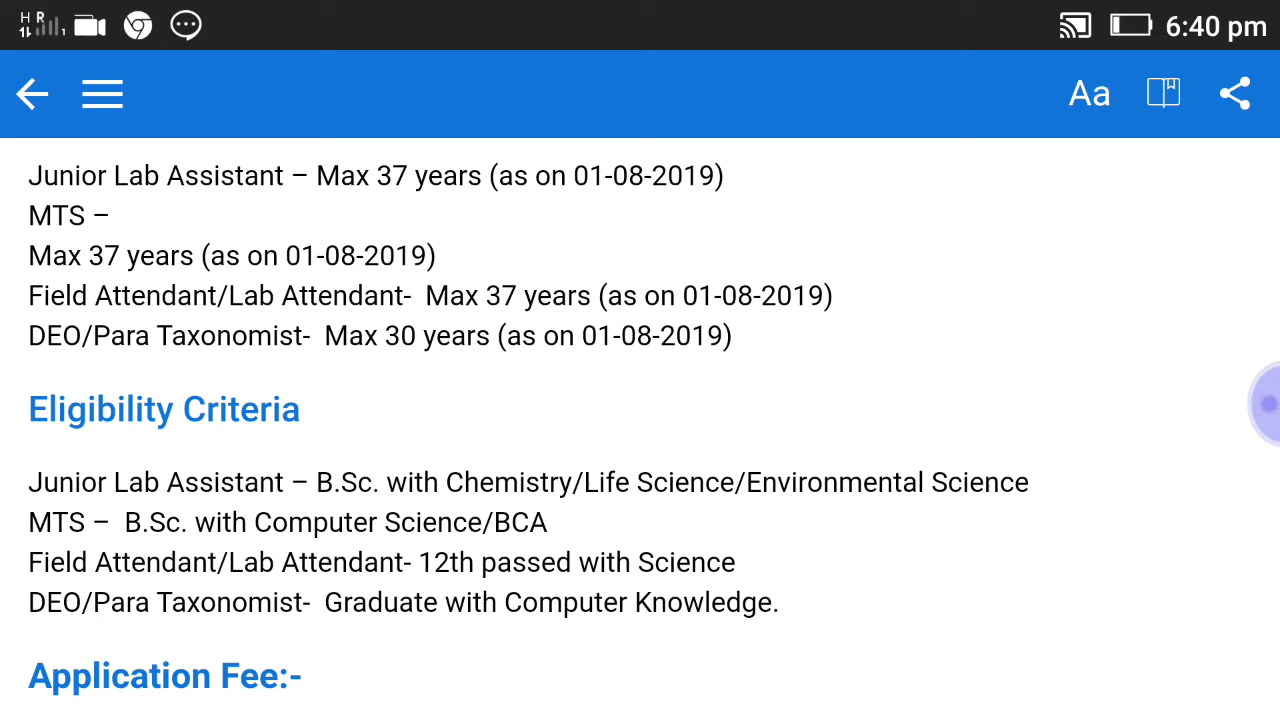 H R 1
6:40 pm
Aa
Junior Lab Assistant – Max 37 years (as on 01-08-2019)
MTS –
Max 37 years (as on 01-08-2019)
Field Attendant/Lab Attendant-  Max 37 years (as on 01-08-2019)
DEO/Para Taxonomist-  Max 30 years (as on 01-08-2019)
Eligibility Criteria
Junior Lab Assistant – B.Sc. with Chemistry/Life Science/Environmental Science
MTS –  B.Sc. with Computer Science/BCA
Field Attendant/Lab Attendant- 12th passed with Science
DEO/Para Taxonomist-  Graduate with Computer Knowledge.
Application Fee:-